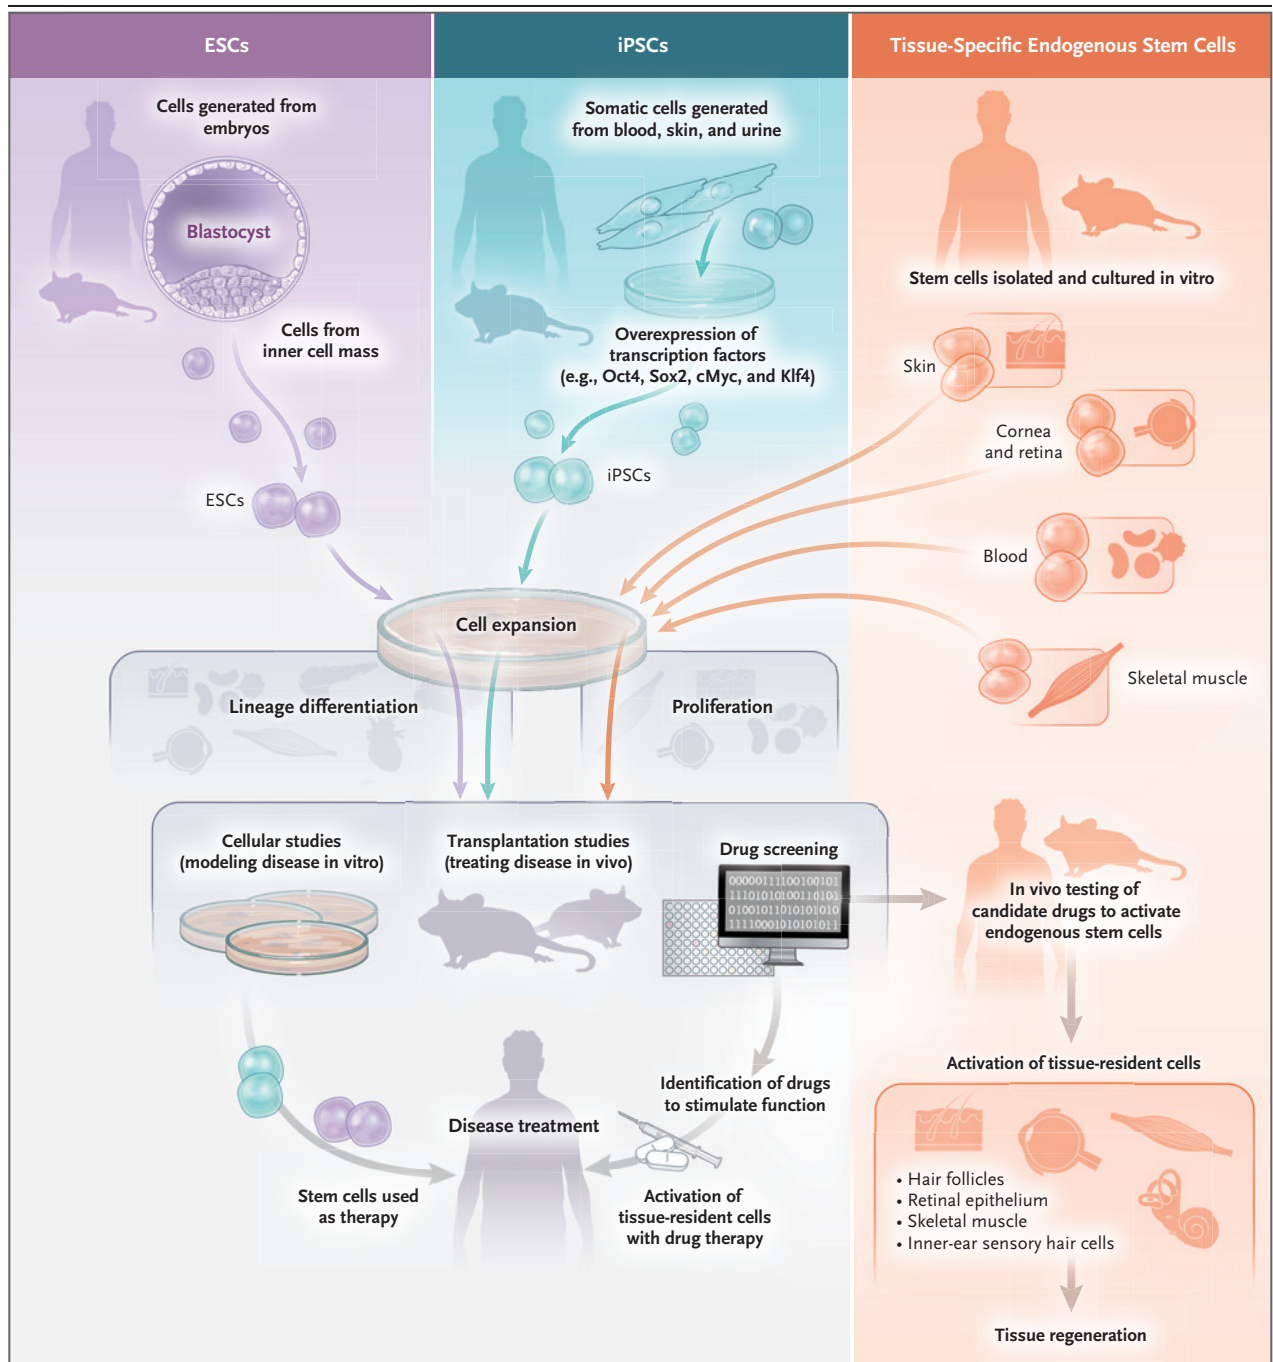 ESCs
iPSCs
Tissue-Specific Endogenous Stem Cells
Cells generated from
embryos
Blastocyst
Cells from
inner cell mass
ESCs
Somatic cells generated
from blood, skin, and urine
Overexpression of
transcription factors
(e.g., Oct4, Sox2, cMyc, and Klf4)
iPSCs
Stem cells isolated and cultured in vitro
Skin
Cornea
and retina
Blood
Skeletal muscle
Cell expansion
Lineage differentiation
Proliferation
Cellular studies
(modeling disease in vitro)
Transplantation studies
(treating disease in vivo)
Drug screening
00000111100100101
11101010100110101
01001011010101010
11110001010101011
In vivo testing of
candidate drugs to activate
endogenous stem cells
Activation of tissue-resident cells
• Hair follicles
• Retinal epithelium
• Skeletal muscle
• Inner-ear sensory hair cells
Tissue regeneration
Identification of drugs
to stimulate function
Disease treatment
Stem cells used
as therapy
Activation of
tissue-resident cells
with drug therapy